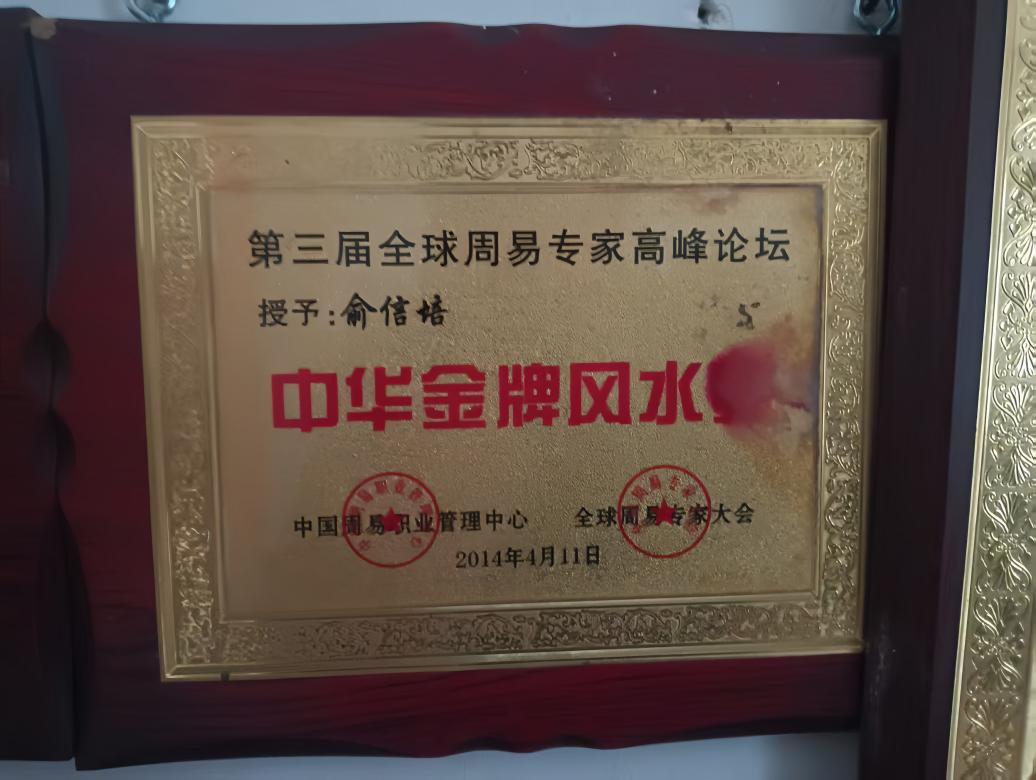 第三届全球周易专家高峰论坛
授予:俞信培
中华金牌风水
中国周易职业管理中心 全球周易专家大会
2014年4月11日